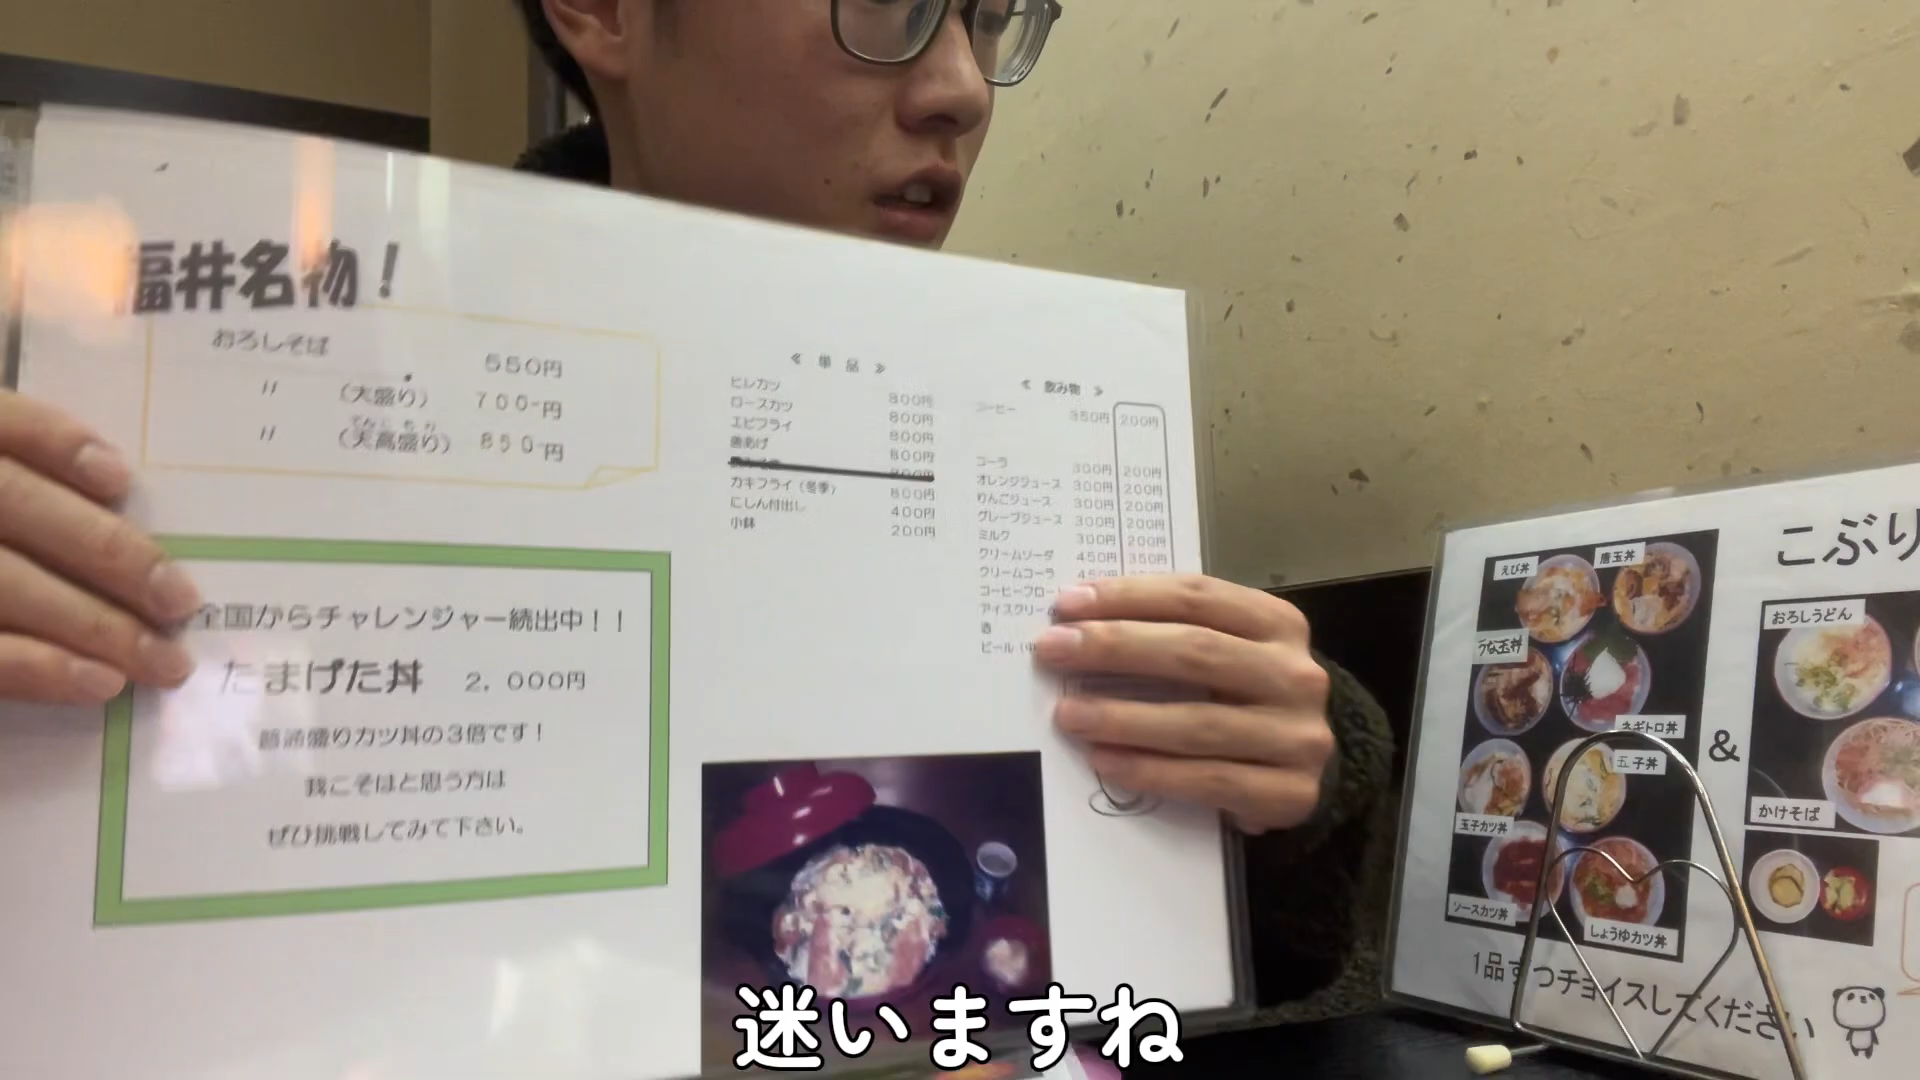 福井名物！
おろしそば 550円
〃 （大盛り） 700円
〃 （天高盛り） 850円
全国からチャレンジャー続出中！！
たまげた丼 2,000円
普通盛りカツ丼の3倍です！
我こそはと思う方は
ぜひ挑戦してみて下さい。
≪ 単 品 ≫
ヒレカツ 800円
ロースカツ 800円
エビフライ 800円
唐あげ 800円
カキフライ（冬季） 800円
にしん付出し 400円
小鉢 200円
≪ 飲み物 ≫
コーヒー 350円 200円
コーラ 300円 200円
オレンジジュース 300円 200円
りんごジュース 300円 200円
グレープジュース 300円 200円
ミルク 300円 200円
クリームソーダ 450円 350円
クリームコーラ 450円
コーヒーフロー
アイスクリー
酒
ビール
こぶり
えび丼
唐玉丼
うな玉丼
ネギトロ丼
玉子丼
玉子カツ丼
ソースカツ丼
しょうゆカツ丼
&
おろしうどん
かけそば
1品ずつチョイスしてください
迷いますね